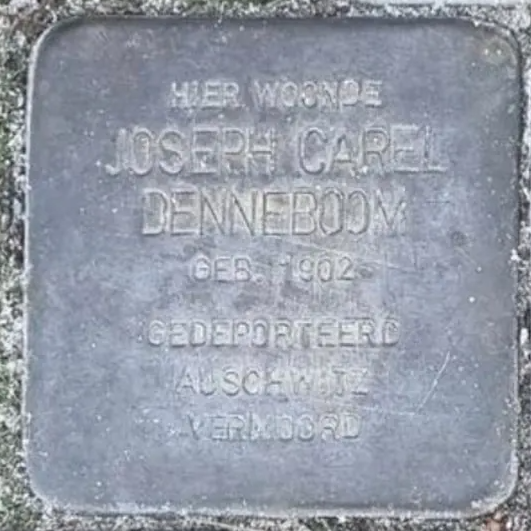 HIER WOONDE
JOSEPH CAREL
DENNEBOOM
GEB. 1902
GEDEPORTEERD
AUSCHWITZ
VERMOORD